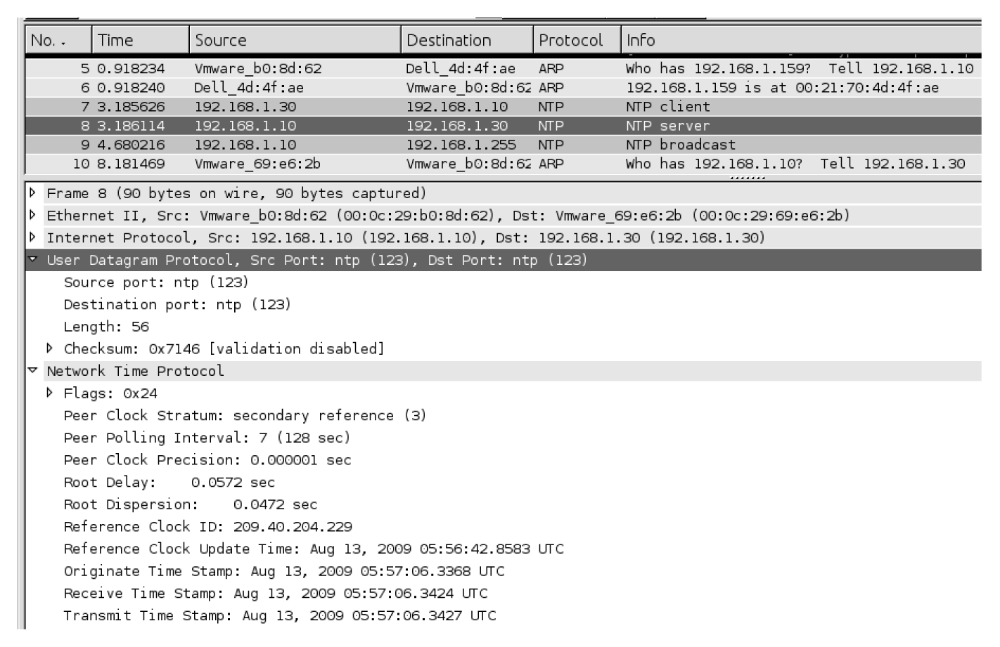 No. Time Source Destination Protocol Info
5 0.918234 Vmware_b0:8d:62 Dell_4d:4f:ae ARP Who has 192.168.1.159? Tell 192.168.1.10
6 0.918240 Dell_4d:4f:ae Vmware_b0:8d:62 ARP 192.168.1.159 is at 00:21:70:4d:4f:ae
7 3.185626 192.168.1.30 192.168.1.10 NTP NTP client
8 3.186114 192.168.1.10 192.168.1.30 NTP NTP server
9 4.680216 192.168.1.10 192.168.1.255 NTP NTP broadcast
10 8.181469 Vmware_69:e6:2b Vmware_b0:8d:62 ARP Who has 192.168.1.10? Tell 192.168.1.30
Frame 8 (90 bytes on wire, 90 bytes captured)
Ethernet II, Src: Vmware_b0:8d:62 (00:0c:29:b0:8d:62), Dst: Vmware_69:e6:2b (00:0c:29:69:e6:2b)
Internet Protocol, Src: 192.168.1.10 (192.168.1.10), Dst: 192.168.1.30 (192.168.1.30)
User Datagram Protocol, Src Port: ntp (123), Dst Port: ntp (123)
Source port: ntp (123)
Destination port: ntp (123)
Length: 56
Checksum: 0x7146 [validation disabled]
Network Time Protocol
Flags: 0x24
Peer Clock Stratum: secondary reference (3)
Peer Polling Interval: 7 (128 sec)
Peer Clock Precision: 0.000001 sec
Root Delay: 0.0572 sec
Root Dispersion: 0.0472 sec
Reference Clock ID: 209.40.204.229
Reference Clock Update Time: Aug 13, 2009 05:56:42.8583 UTC
Originate Time Stamp: Aug 13, 2009 05:57:06.3368 UTC
Receive Time Stamp: Aug 13, 2009 05:57:06.3424 UTC
Transmit Time Stamp: Aug 13, 2009 05:57:06.3427 UTC